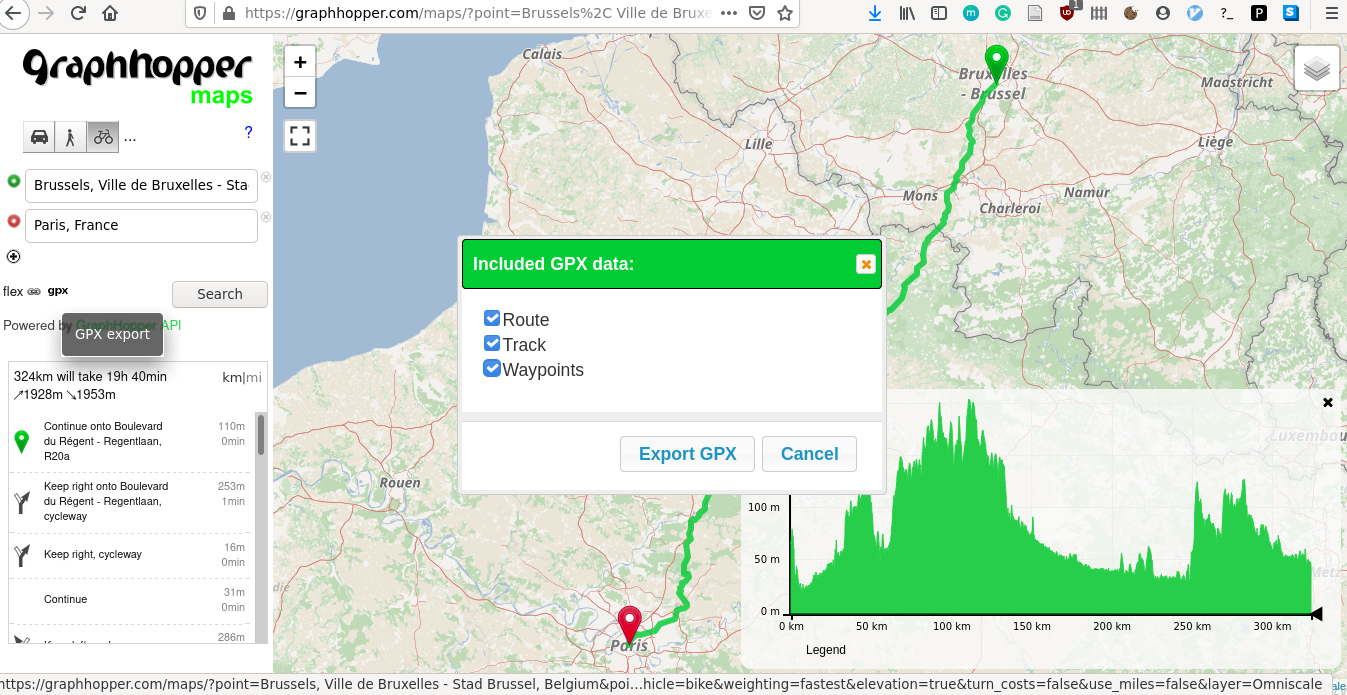 https://graphhopper.com/maps/?point=Brussels%2C Ville de Bruxe
graphhopper
maps
...
?
Brussels, Ville de Bruxelles - Sta
Paris, France
flex gpx
Search
Powered by GraphHopper API
GPX export
324km will take 19h 40min
km|mi
↗1928m ↘1953m
Continue onto Boulevard
du Régent - Regentlaan,
R20a
110m
0min
Keep right onto Boulevard
du Régent - Regentlaan,
cycleway
253m
1min
Keep right, cycleway
16m
0min
Continue
31m
0min
286m
+
−
Calais
Bruxelles
- Brussel
Maastricht
Lille
Liège
Mons
Namur
Charleroi
Included GPX data:
Route
Track
Waypoints
Export GPX
Cancel
Rouen
die
Paris
Luxembou
Metz
100 m
50 m
0 m
0 km
50 km
100 km
150 km
200 km
250 km
300 km
Legend
https://graphhopper.com/maps/?point=Brussels, Ville de Bruxelles - Stad Brussel, Belgium&poi...hicle=bike&weighting=fastest&elevation=true&turn_costs=false&use_miles=false&layer=Omniscale